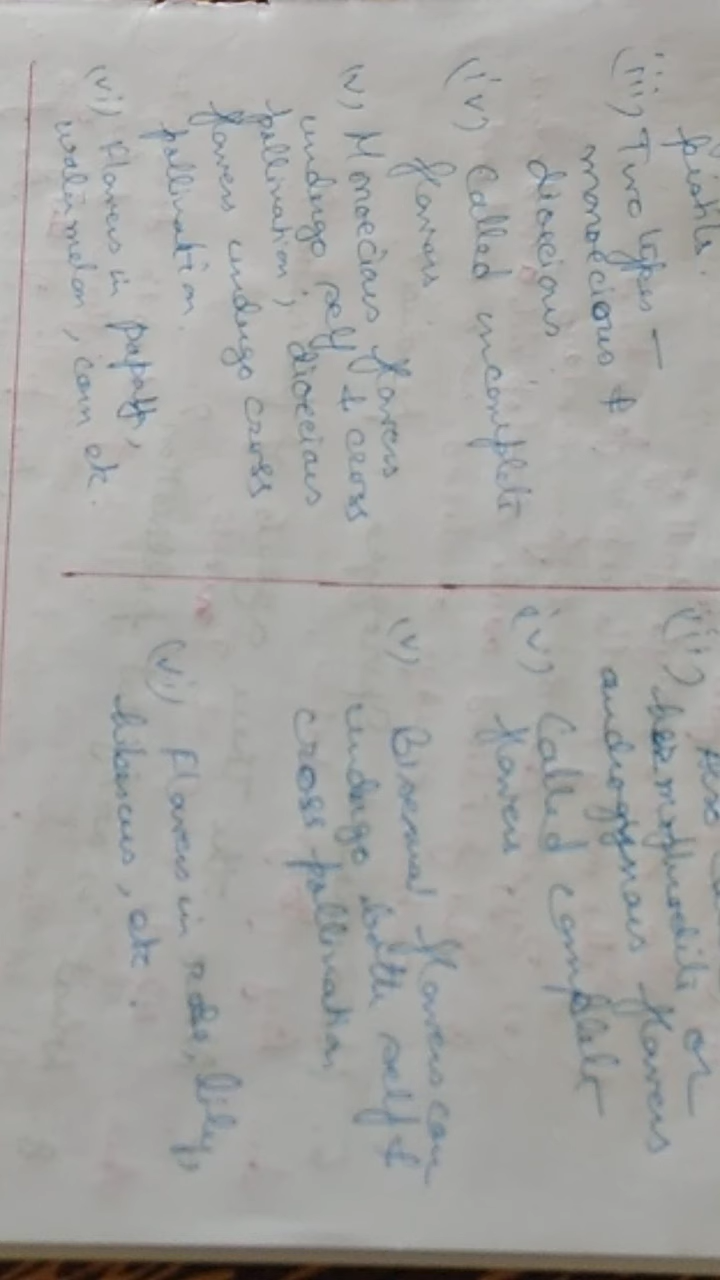 pistils.
(iii) Two types -
monoecious &
dioecious
(iv) Called incomplete
flowers
(v) Monoecious flowers
undergo self & cross
pollination, dioecious
flowers undergo cross
pollination.
(vi) Flowers in papaya,
watermelon, corn etc.
hermaphrodite or
androgynous flowers
(iv) Called complete
flowers.
(v) Bisexual flowers can
undergo both self &
cross pollination
(vi) Flowers in rose, lily,
hibiscus, etc.